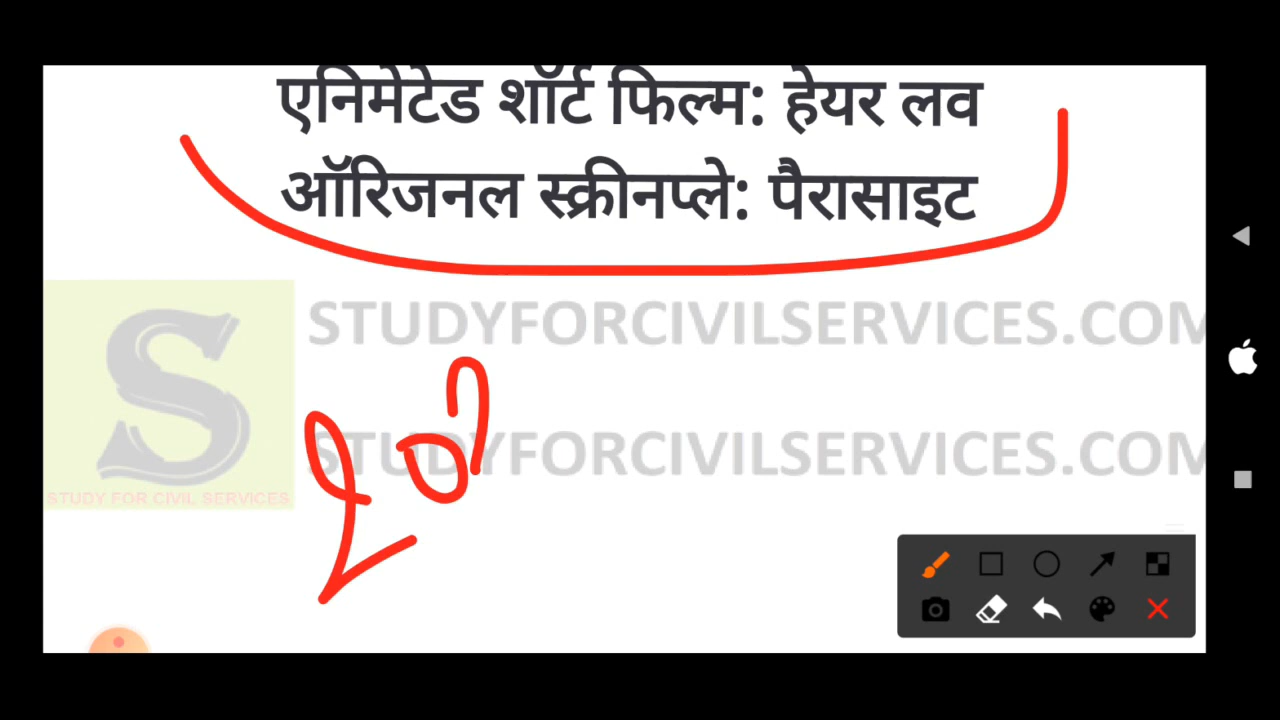 एनिमेटेड शॉर्ट फिल्म: हेयर लव
ऑरिजनल स्क्रीनप्ले: पैरासाइट
STUDYFORCIVILSERVICES.COM
STUDYFORCIVILSERVICES.COM
S
STUDY FOR CIVIL SERVICES